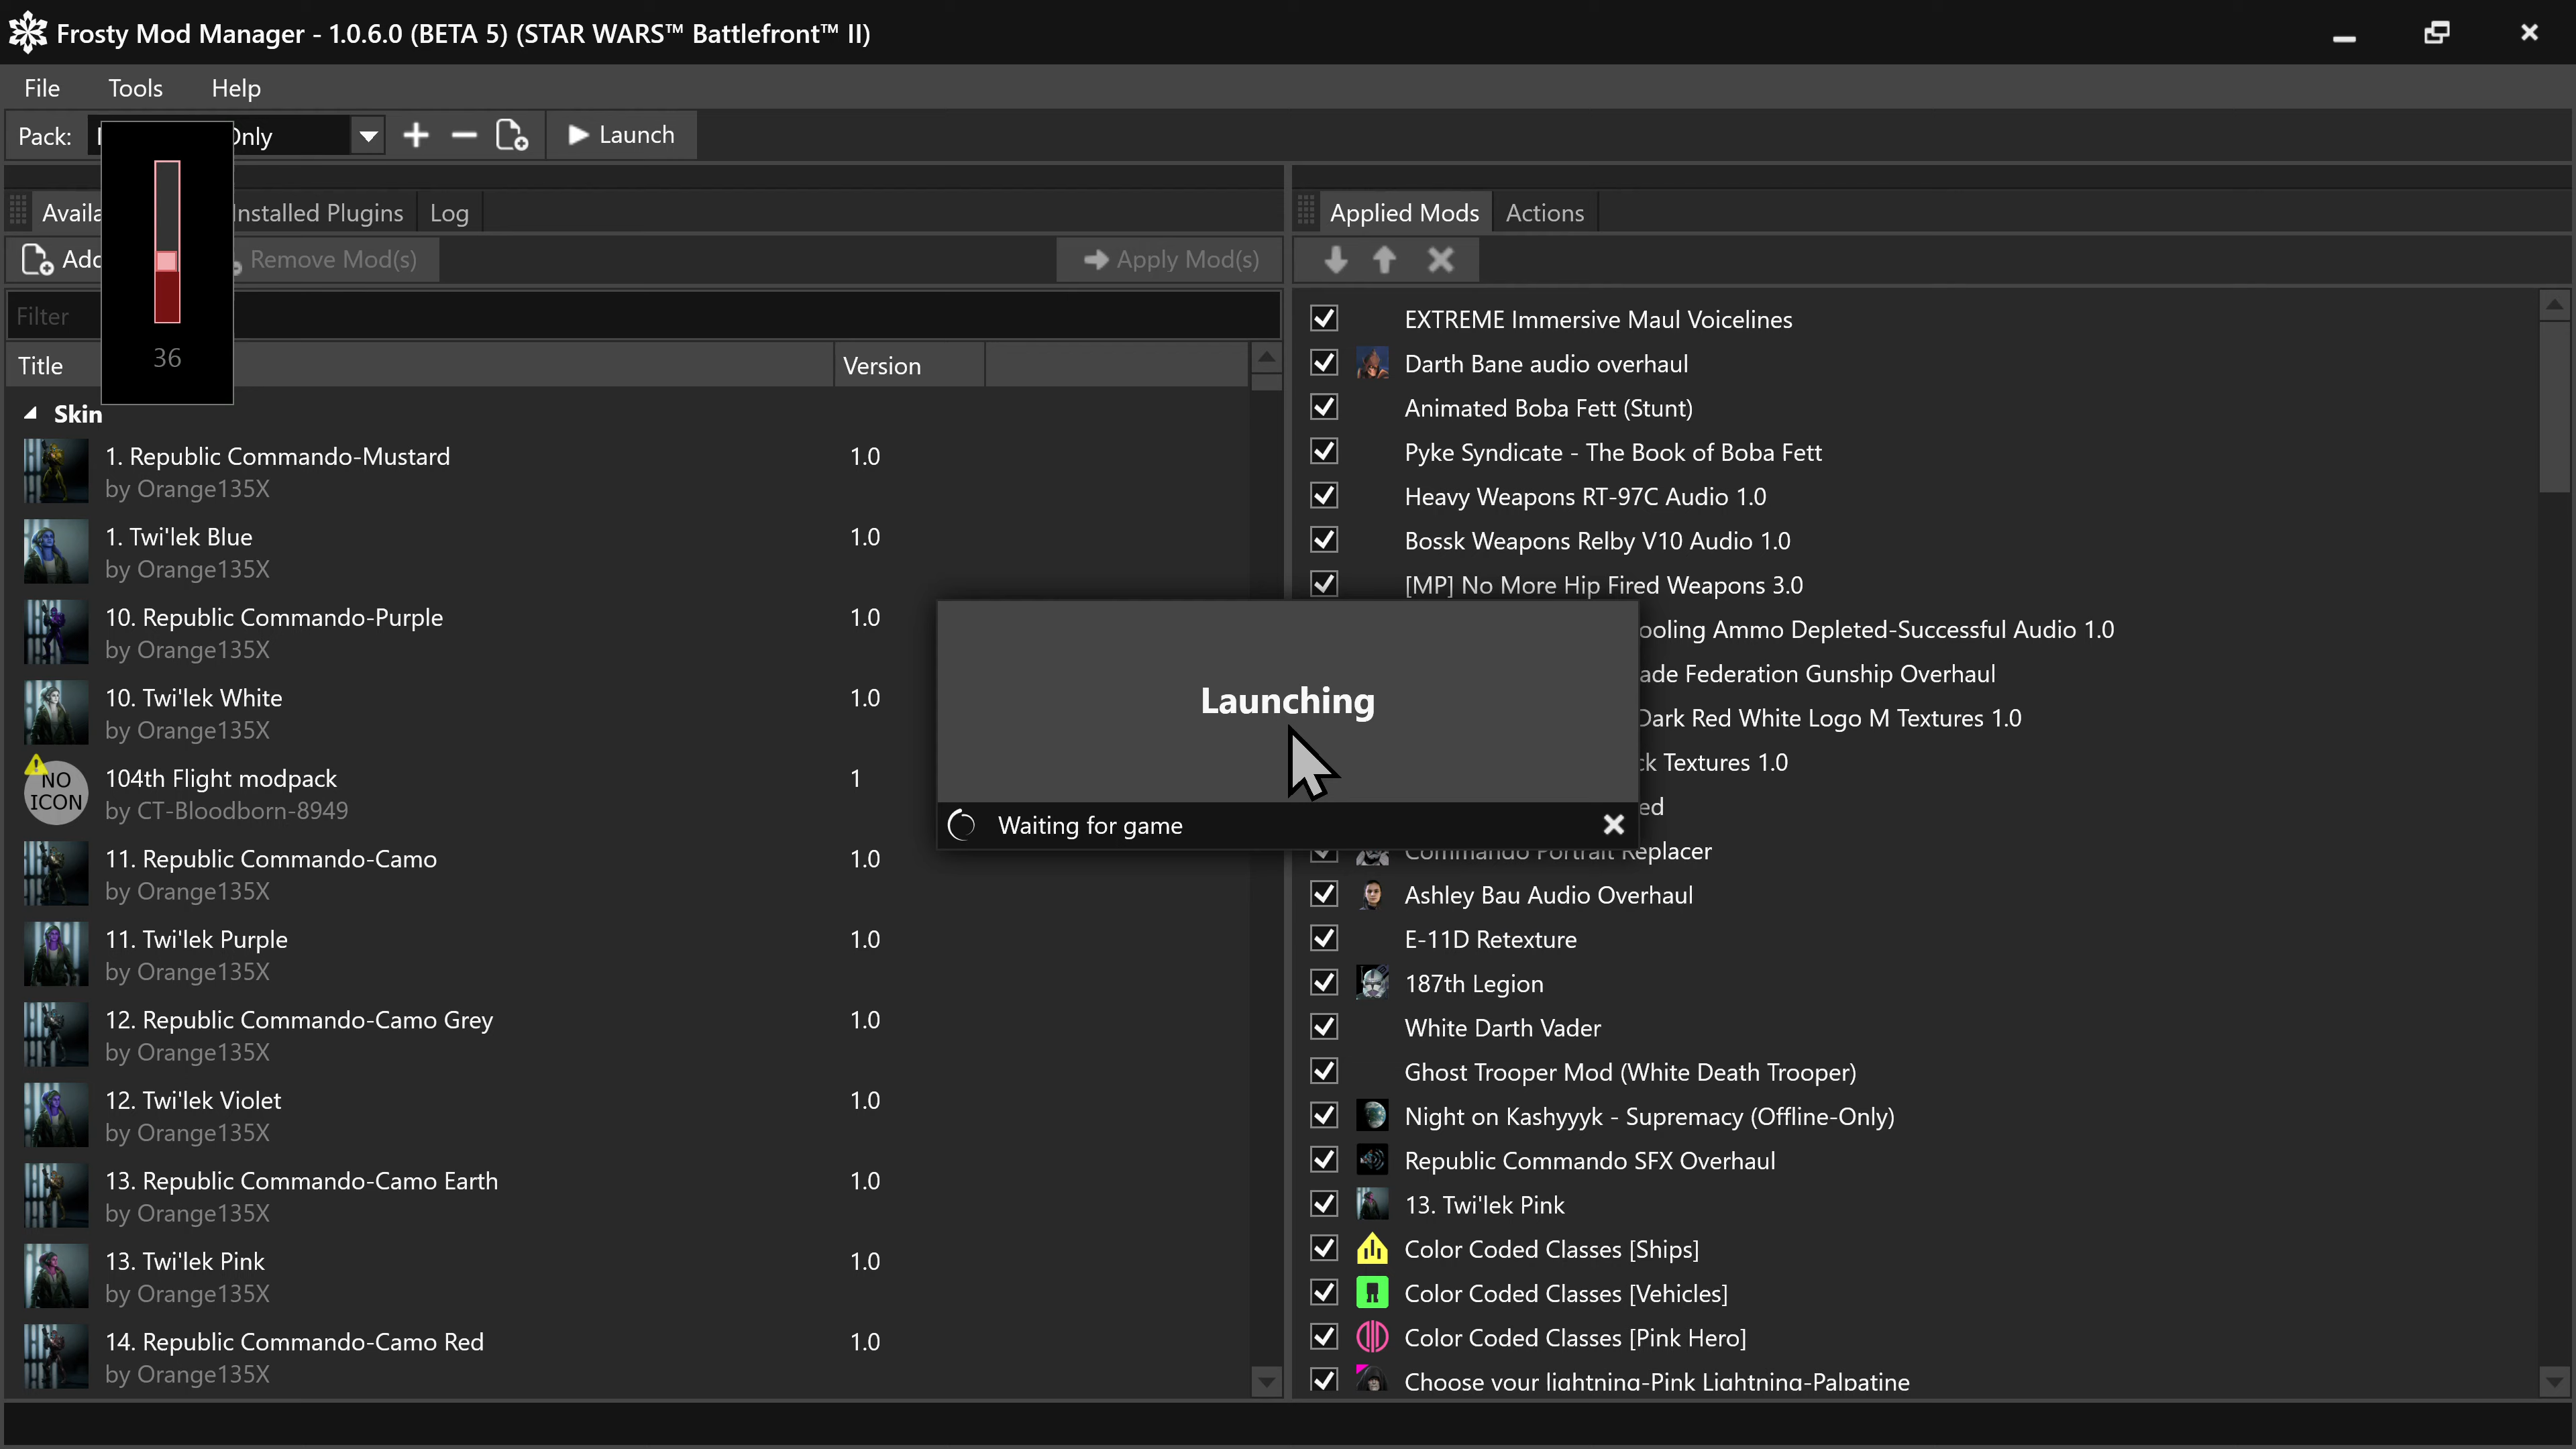 Frosty Mod Manager - 1.0.6.0 (BETA 5) (STAR WARS™ Battlefront™ II)
File Tools Help
Pack: Only Launch
Installed Plugins Log
Applied Mods Actions
Add Remove Mod(s) Apply Mod(s)
Filter
36
Title Version
Skin
1. Republic Commando-Mustard 1.0
by Orange135X
1. Twi'lek Blue 1.0
by Orange135X
10. Republic Commando-Purple 1.0
by Orange135X
10. Twi'lek White 1.0
by Orange135X
NO ICON
104th Flight modpack 1
by CT-Bloodborn-8949
11. Republic Commando-Camo 1.0
by Orange135X
11. Twi'lek Purple 1.0
by Orange135X
12. Republic Commando-Camo Grey 1.0
by Orange135X
12. Twi'lek Violet 1.0
by Orange135X
13. Republic Commando-Camo Earth 1.0
by Orange135X
13. Twi'lek Pink 1.0
by Orange135X
14. Republic Commando-Camo Red 1.0
by Orange135X
Launching
Waiting for game
EXTREME Immersive Maul Voicelines
Darth Bane audio overhaul
Animated Boba Fett (Stunt)
Pyke Syndicate - The Book of Boba Fett
Heavy Weapons RT-97C Audio 1.0
Bossk Weapons Relby V10 Audio 1.0
[MP] No More Hip Fired Weapons 3.0
ooling Ammo Depleted-Successful Audio 1.0
ade Federation Gunship Overhaul
Dark Red White Logo M Textures 1.0
ck Textures 1.0
ed
Commando Portrait Replacer
Ashley Bau Audio Overhaul
E-11D Retexture
187th Legion
White Darth Vader
Ghost Trooper Mod (White Death Trooper)
Night on Kashyyyk - Supremacy (Offline-Only)
Republic Commando SFX Overhaul
13. Twi'lek Pink
Color Coded Classes [Ships]
Color Coded Classes [Vehicles]
Color Coded Classes [Pink Hero]
Choose your lightning-Pink Lightning-Palpatine